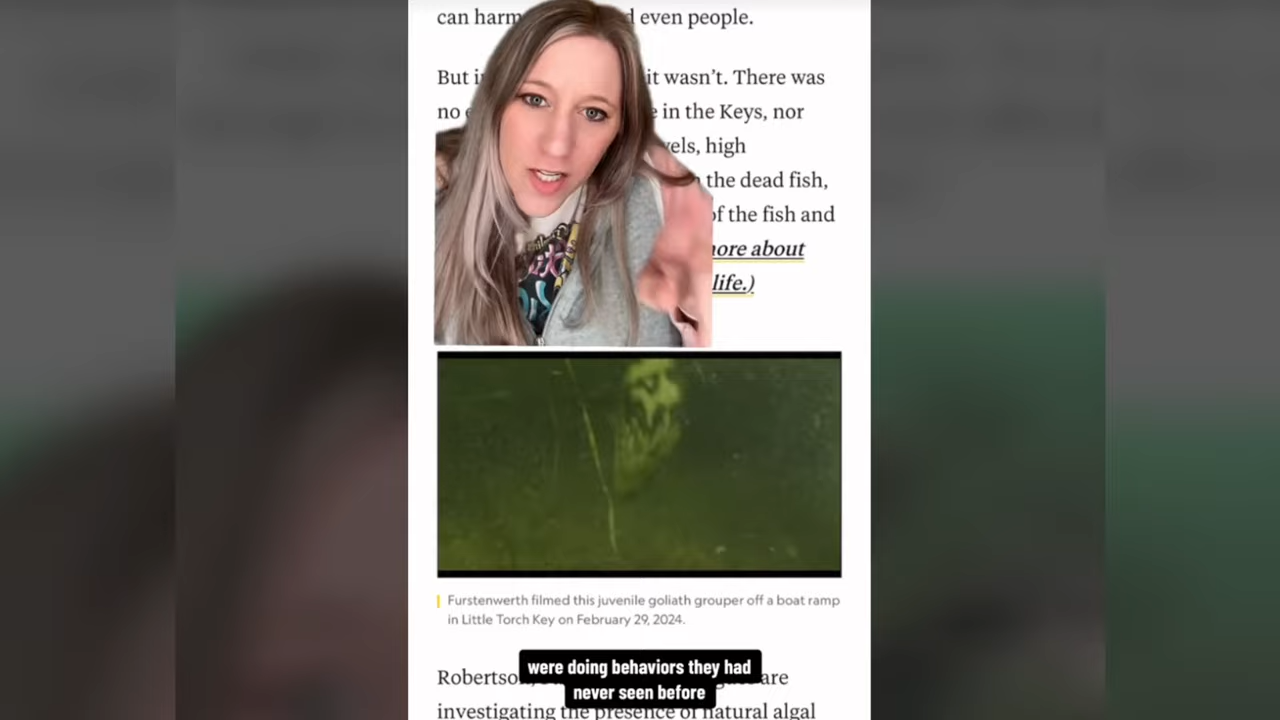 can harm d even people.
But it wasn't. There was
no e in the Keys, nor
vels, high
the dead fish,
of the fish and
more about
life.)
Furstenwerth filmed this juvenile goliath grouper off a boat ramp
in Little Torch Key on February 29, 2024.
were doing behaviors they had
never seen before
Robertson are
investigating the presence of natural algal